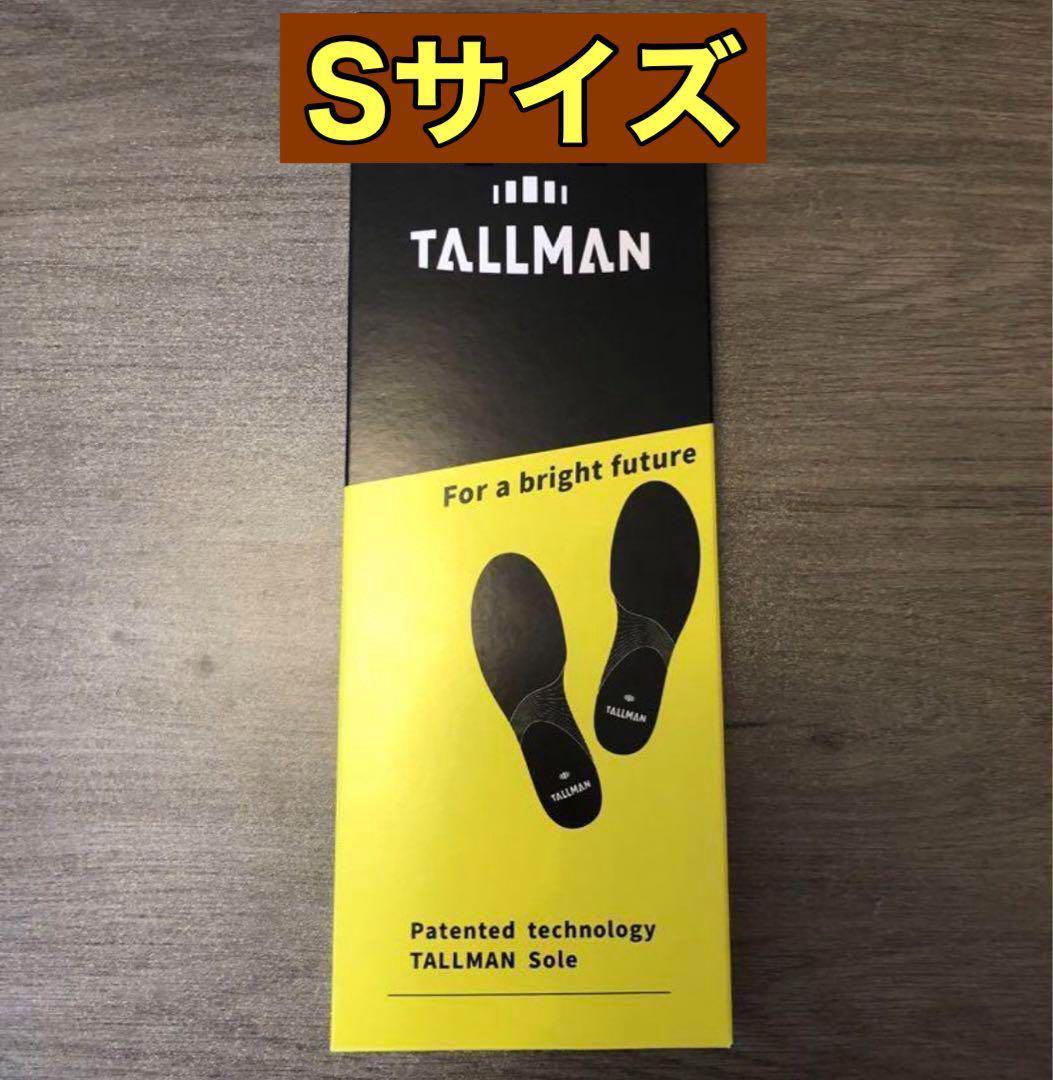 Sサイズ
TALLMAN
For a bright future
TALLMAN
TALLMAN
Patented technology
TALLMAN Sole